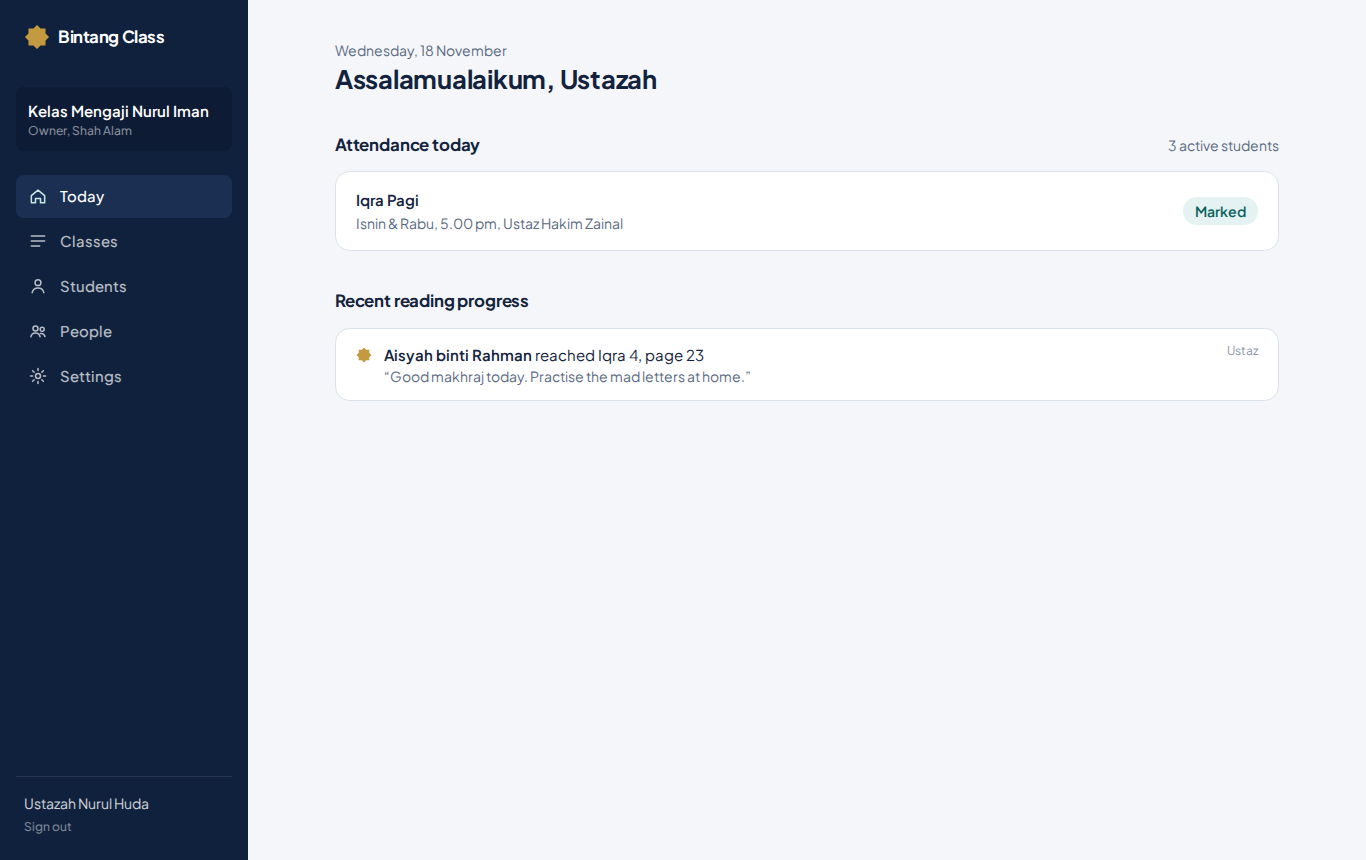 Bintang Class
Kelas Mengaji Nurul Iman
Owner, Shah Alam
Today
Classes
Students
People
Settings
Ustazah Nurul Huda
Sign out
Wednesday, 18 November
Assalamualaikum, Ustazah
Attendance today
3 active students
Iqra Pagi
Isnin & Rabu, 5.00 pm, Ustaz Hakim Zainal
Marked
Recent reading progress
Aisyah binti Rahman reached Iqra 4, page 23
Ustaz
“Good makhraj today. Practise the mad letters at home.”